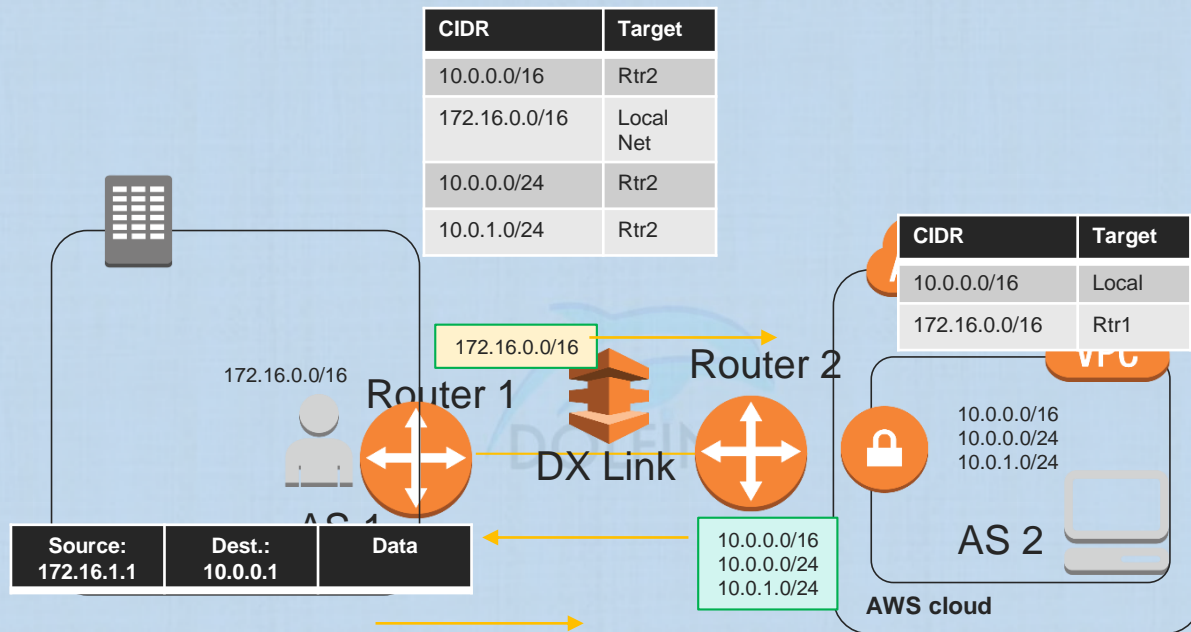 CIDR Target
10.0.0.0/16 Rtr2
172.16.0.0/16 Local
Net
10.0.0.0/24 Rtr2
10.0.1.0/24 Rtr2
CIDR Target
10.0.0.0/16 Local
172.16.0.0/16 Rtr1
VPC
172.16.0.0/16
Router 2
172.16.0.0/16
Router 1
10.0.0.0/16
10.0.0.0/24
10.0.1.0/24
DX Link
AS 1
AS 2
Source: Dest.: Data
172.16.1.1 10.0.0.1
10.0.0.0/16
10.0.0.0/24
10.0.1.0/24
AWS cloud